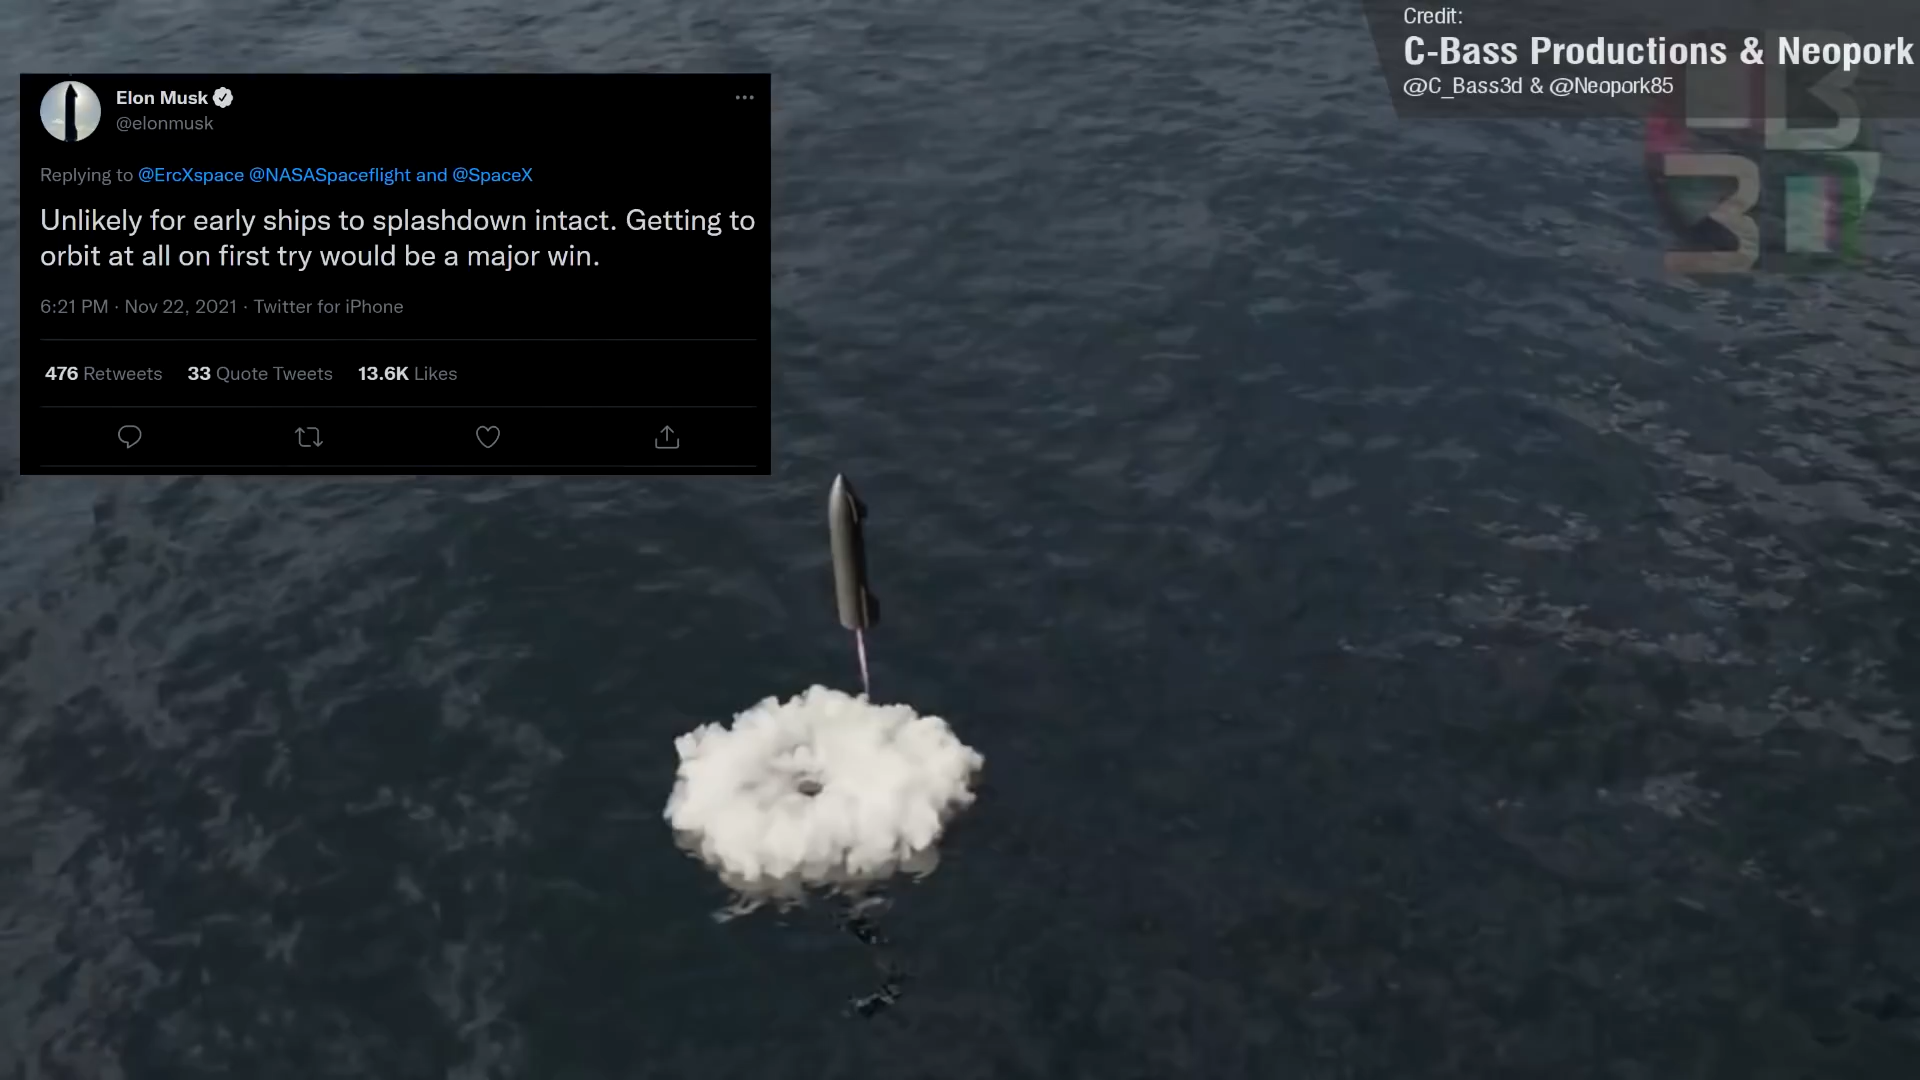 Credit:
C-Bass Productions & Neopork
@C_Bass3d & @Neopork85
Elon Musk
@elonmusk
Replying to @ErcXspace @NASASpaceflight and @SpaceX
Unlikely for early ships to splashdown intact. Getting to
orbit at all on first try would be a major win.
6:21 PM · Nov 22, 2021 · Twitter for iPhone
476 Retweets 33 Quote Tweets 13.6K Likes